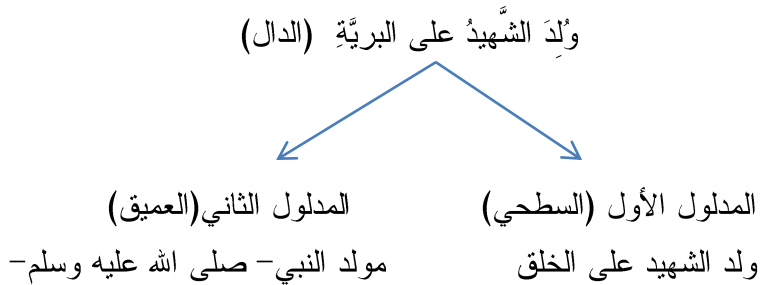 وُلِدَ الشَّهيدُ على البريَّةِ (الدال)
المدلول الأول (السطحي)
ولد الشهيد على الخلق
المدلول الثاني(العميق)
مولد النبي- صلى الله عليه وسلم-